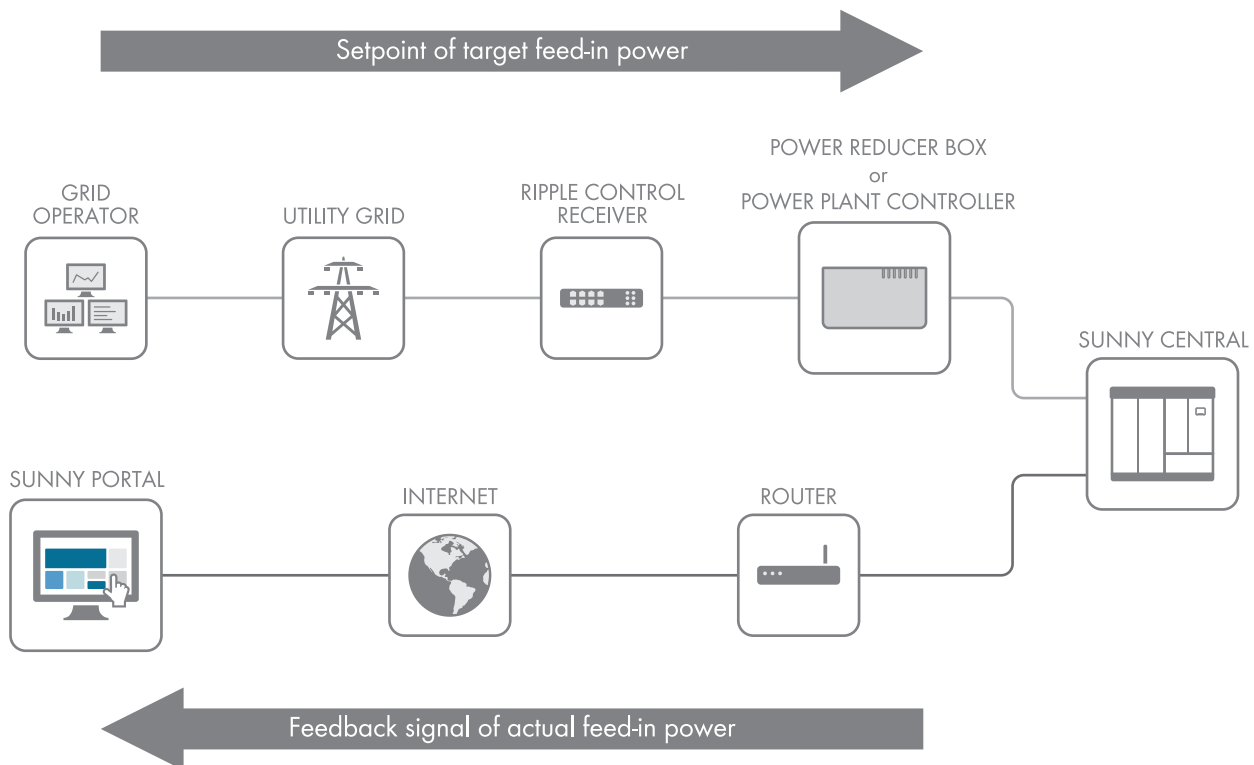 Setpoint of target feed-in power
POWER REDUCER BOX
or
POWER PLANT CONTROLLER
GRID
OPERATOR
UTILITY GRID
RIPPLE CONTROL
RECEIVER
SUNNY CENTRAL
SUNNY PORTAL
INTERNET
ROUTER
Feedback signal of actual feed-in power